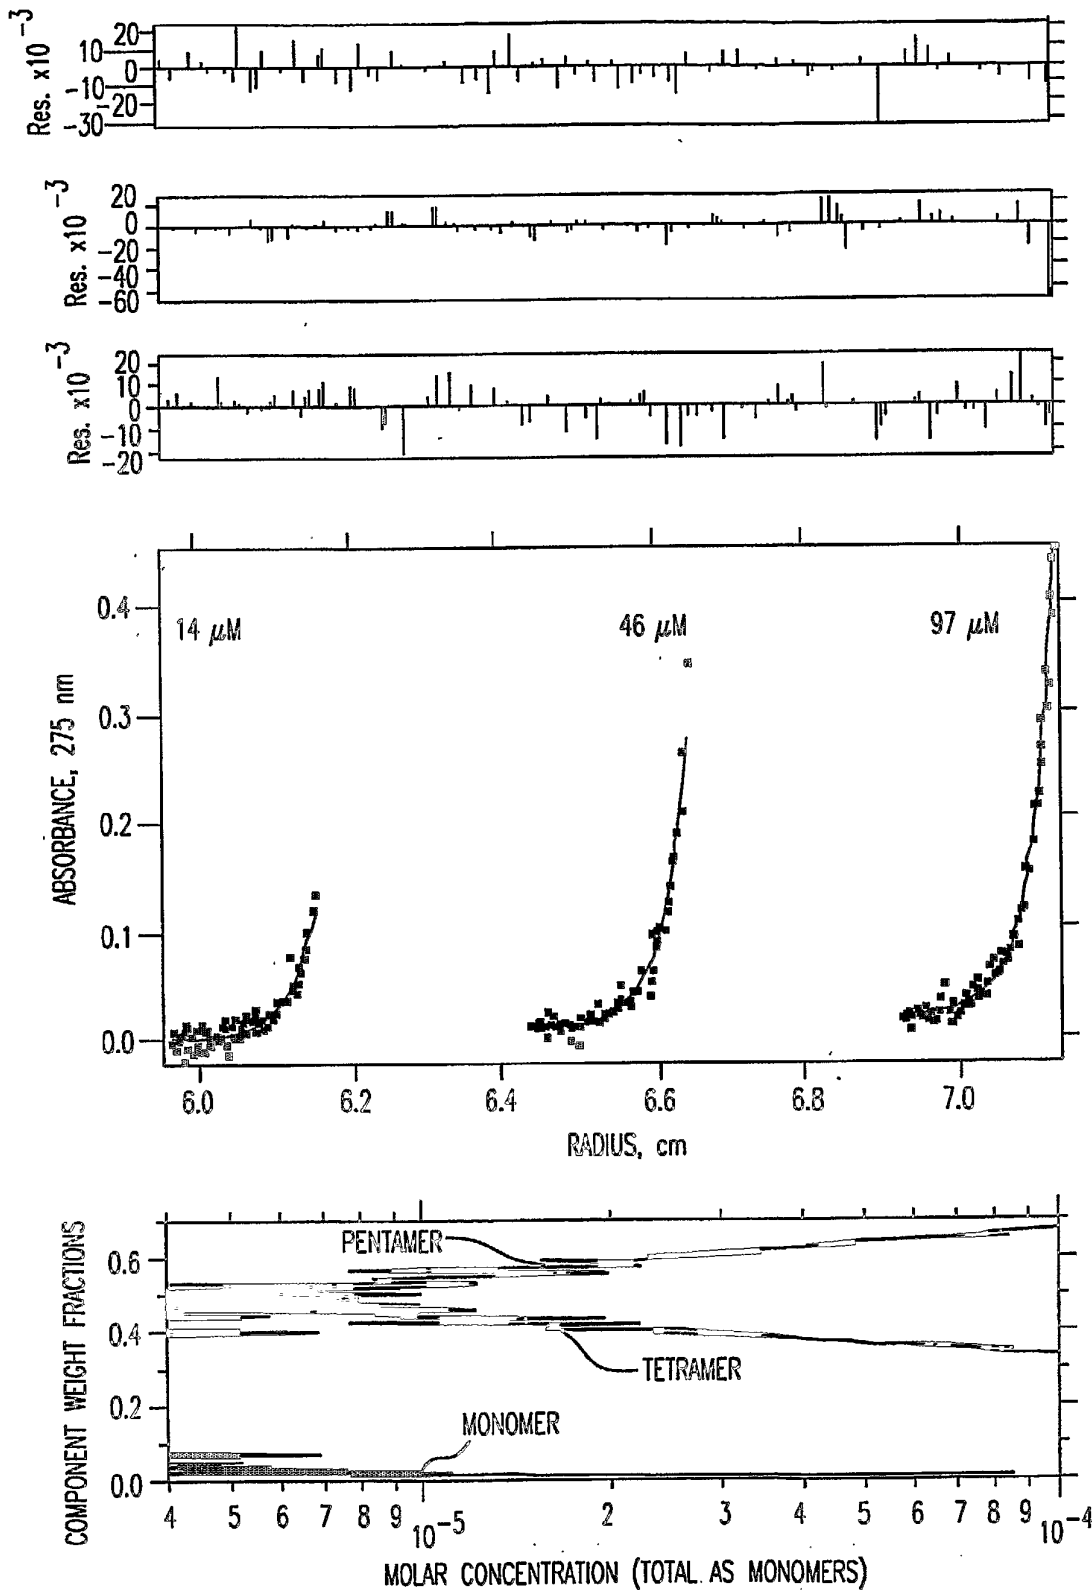 Res. x10⁻³
20
10
0
-10
-20
-30
Res. x10⁻³
20
0
-20
-40
-60
Res. x10⁻³
20
10
0
-10
-20
ABSORBANCE, 275 nm
0.4
0.3
0.2
0.1
0.0
14 µM
46 µM
97 µM
6.0 6.2 6.4 6.6 6.8 7.0
RADIUS, cm
COMPONENT WEIGHT FRACTIONS
0.6
0.4
0.2
0.0
PENTAMER
TETRAMER
MONOMER
4 5 6 7 8 9 10⁻⁵ 2 3 4 5 6 7 8 9 10⁻⁴
MOLAR CONCENTRATION (TOTAL AS MONOMERS)